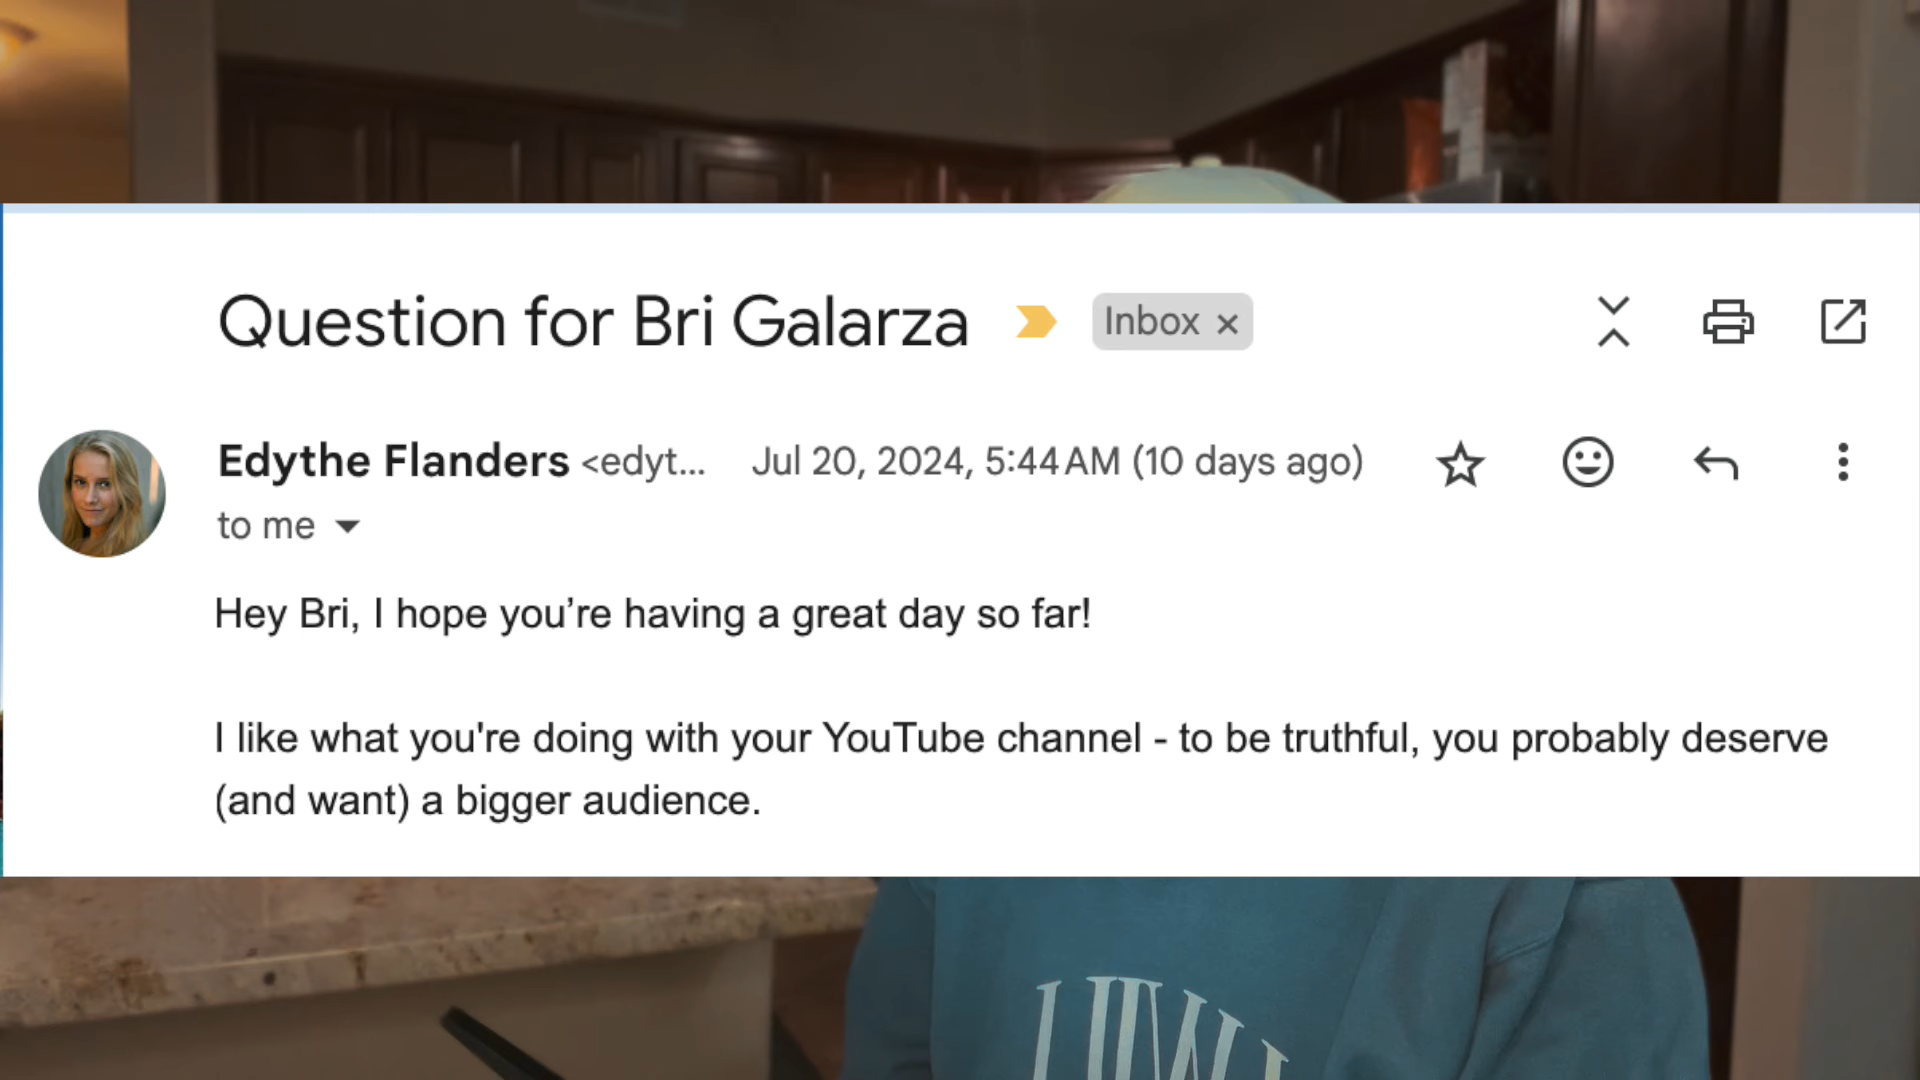 Question for Bri Galarza Inbox ×
Edythe Flanders <edyt... Jul 20, 2024, 5:44 AM (10 days ago)
to me
Hey Bri, I hope you’re having a great day so far!
I like what you're doing with your YouTube channel - to be truthful, you probably deserve
(and want) a bigger audience.